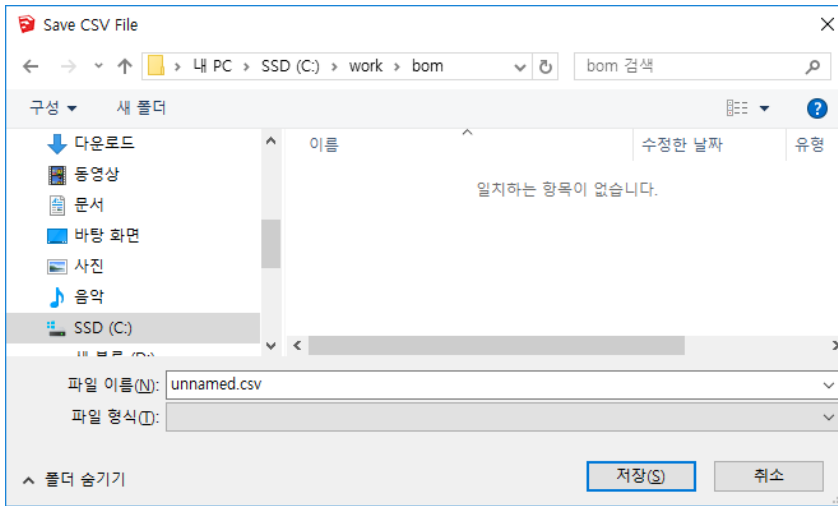 Save CSV File
내 PC > SSD (C:) > work > bom
bom 검색
구성 새 폴더
다운로드
동영상
문서
바탕 화면
사진
음악
SSD (C:)
이름 수정한 날짜 유형
일치하는 항목이 없습니다.
파일 이름(N): unnamed.csv
파일 형식(T):
폴더 숨기기
저장(S) 취소